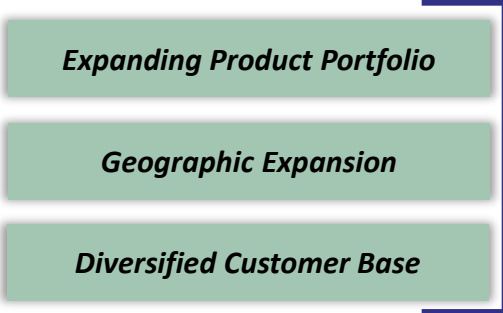 Expanding Product Portfolio
Geographic Expansion
Diversified Customer Base